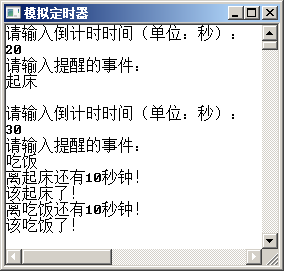 模拟定时器
请输入倒计时时间（单位：秒）：
20
请输入提醒的事件：
起床
请输入倒计时时间（单位：秒）：
30
请输入提醒的事件：
吃饭
离起床还有10秒钟！
该起床了！
离吃饭还有10秒钟！
该吃饭了！